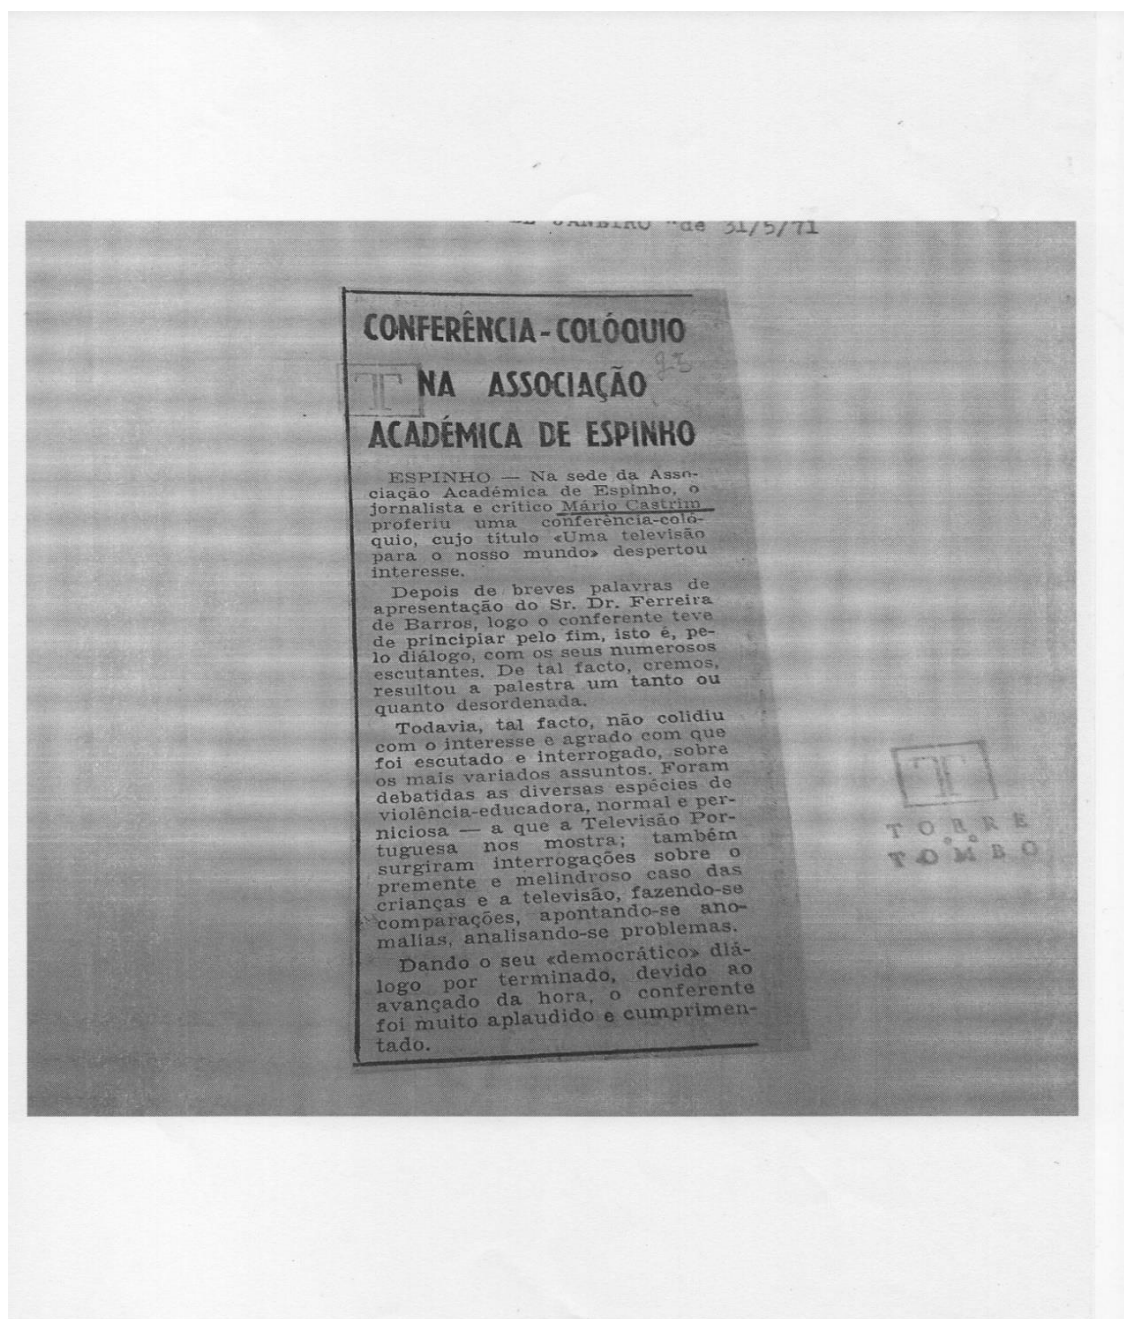 JANEIRO "de 31/5/71
CONFERÊNCIA-COLÓQUIO
NA ASSOCIAÇÃO
ACADÉMICA DE ESPINHO
ESPINHO — Na sede da Asso-
ciação Académica de Espinho, o
jornalista e crítico Mário Castrim
proferiu uma conferência-coló-
quio, cujo título «Uma televisão
para o nosso mundo» despertou
interesse.
Depois de breves palavras de
apresentação do Sr. Dr. Ferreira
de Barros, logo o conferente teve
de principiar pelo fim, isto é, pe-
lo diálogo, com os seus numerosos
escutantes. De tal facto, cremos,
resultou a palestra um tanto ou
quanto desordenada.
Todavia, tal facto, não colidiu
com o interesse e agrado com que
foi escutado e interrogado, sobre
os mais variados assuntos. Foram
debatidas as diversas espécies de
violência-educadora, normal e per-
niciosa — a que a Televisão Por-
tuguesa nos mostra; também
surgiram interrogações sobre o
premente e melindroso caso das
crianças e a televisão, fazendo-se
comparações, apontando-se ano-
malias, analisando-se problemas.
Dando o seu «democrático» diá-
logo por terminado, devido ao
avançado da hora, o conferente
foi muito aplaudido e cumprimen-
tado.
TORRE
do
TOMBO